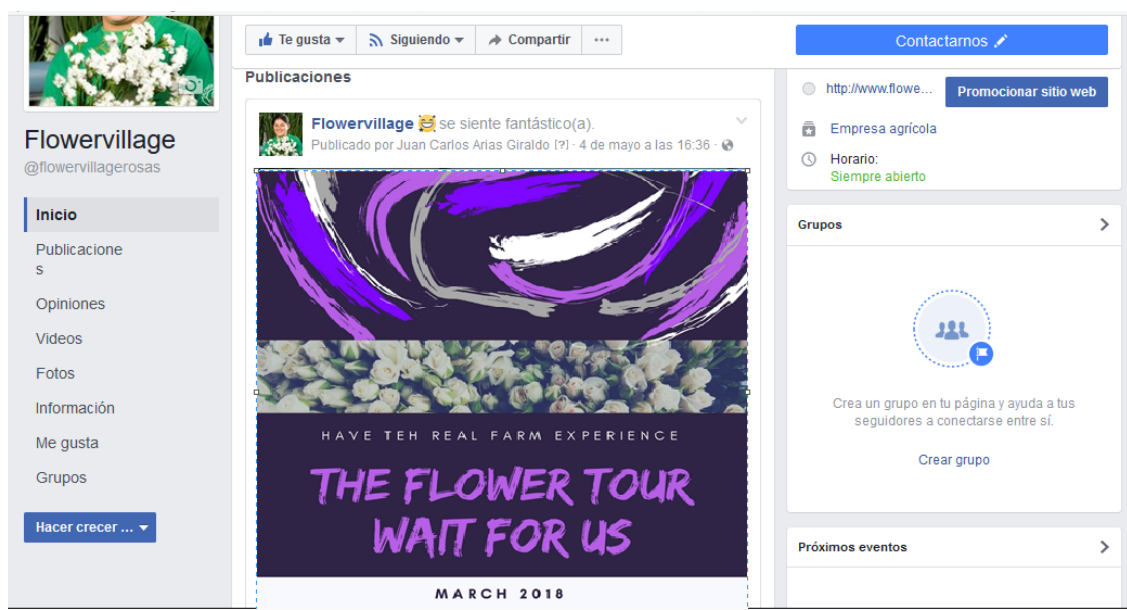 Te gusta
Siguiendo
Compartir
Contactarnos
Flowervillage
@flowervillagerosas
Inicio
Publicacione
s
Opiniones
Videos
Fotos
Información
Me gusta
Grupos
Hacer crecer ...
Publicaciones
Flowervillage se siente fantástico(a).
Publicado por Juan Carlos Arias Giraldo [?] · 4 de mayo a las 16:36 ·
HAVE TEH REAL FARM EXPERIENCE
THE FLOWER TOUR
WAIT FOR US
MARCH 2018
http://www.flowe...
Promocionar sitio web
Empresa agrícola
Horario:
Siempre abierto
Grupos
Crea un grupo en tu página y ayuda a tus
seguidores a conectarse entre sí.
Crear grupo
Próximos eventos